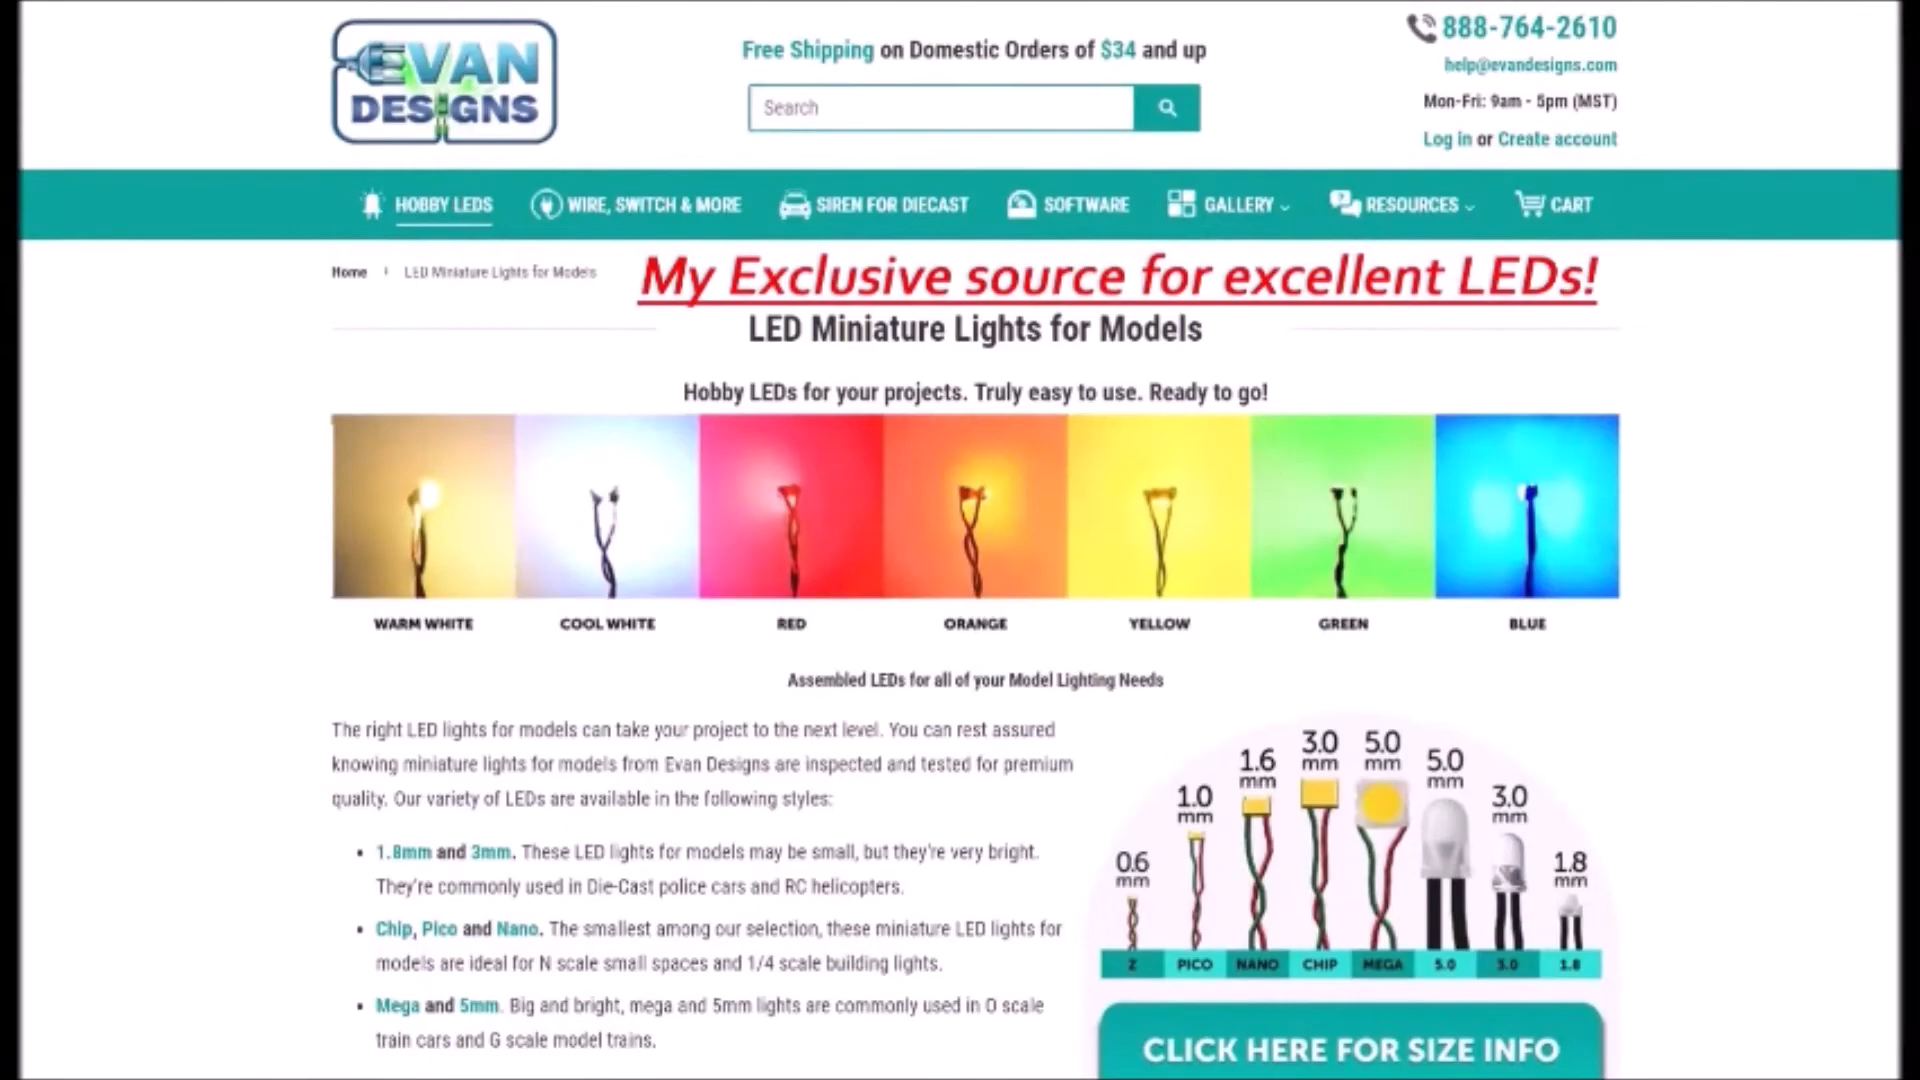 EVAN
DESIGNS
Free Shipping on Domestic Orders of $34 and up
Search
888-764-2610
help@evandesigns.com
Mon-Fri: 9am - 5pm (MST)
Log in or Create account
HOBBY LEDS WIRE, SWITCH & MORE SIREN FOR DIECAST SOFTWARE GALLERY RESOURCES CART
Home LED Miniature Lights for Models
My Exclusive source for excellent LEDs!
LED Miniature Lights for Models
Hobby LEDs for your projects. Truly easy to use. Ready to go!
WARM WHITE COOL WHITE RED ORANGE YELLOW GREEN BLUE
Assembled LEDs for all of your Model Lighting Needs
The right LED lights for models can take your project to the next level. You can rest assured
knowing miniature lights for models from Evan Designs are inspected and tested for premium
quality. Our variety of LEDs are available in the following styles:
• 1.8mm and 3mm. These LED lights for models may be small, but they're very bright.
They're commonly used in Die-Cast police cars and RC helicopters.
• Chip, Pico and Nano. The smallest among our selection, these miniature LED lights for
models are ideal for N scale small spaces and 1/4 scale building lights.
• Mega and 5mm. Big and bright, mega and 5mm lights are commonly used in O scale
train cars and G scale model trains.
0.6 mm
1.0 mm
1.6 mm
3.0 mm
5.0 mm
5.0 mm
3.0 mm
1.8 mm
Z PICO NANO CHIP MEGA 5.0 3.0 1.8
CLICK HERE FOR SIZE INFO